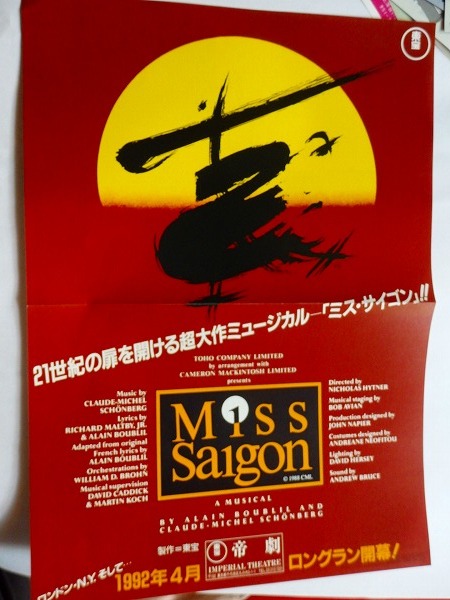 東宝
21世紀の扉を開ける超大作ミュージカル―「ミス・サイゴン」!!
TOHO COMPANY LIMITED
by arrangement with
CAMERON MACKINTOSH LIMITED
presents
Music by
CLAUDE-MICHEL
SCHÖNBERG
Lyrics by
RICHARD MALTBY, JR.
& ALAIN BOUBLIL
Adapted from original
French lyrics by
ALAIN BOUBLIL
Orchestrations by
WILLIAM D. BROHN
Musical supervision
DAVID CADDICK
& MARTIN KOCH
Miss
Saigon
© 1988 CML
Directed by
NICHOLAS HYTNER
Musical staging by
BOB AVIAN
Production designed by
JOHN NAPIER
Costumes designed by
ANDREANE NEOFITOU
Lighting by
DAVID HERSEY
Sound by
ANDREW BRUCE
A MUSICAL
BY ALAIN BOUBLIL AND
CLAUDE-MICHEL SCHÖNBERG
製作=東宝
帝劇
IMPERIAL THEATRE
ロンドン・N.Y.そして…
1992年4月
ロングラン開幕!